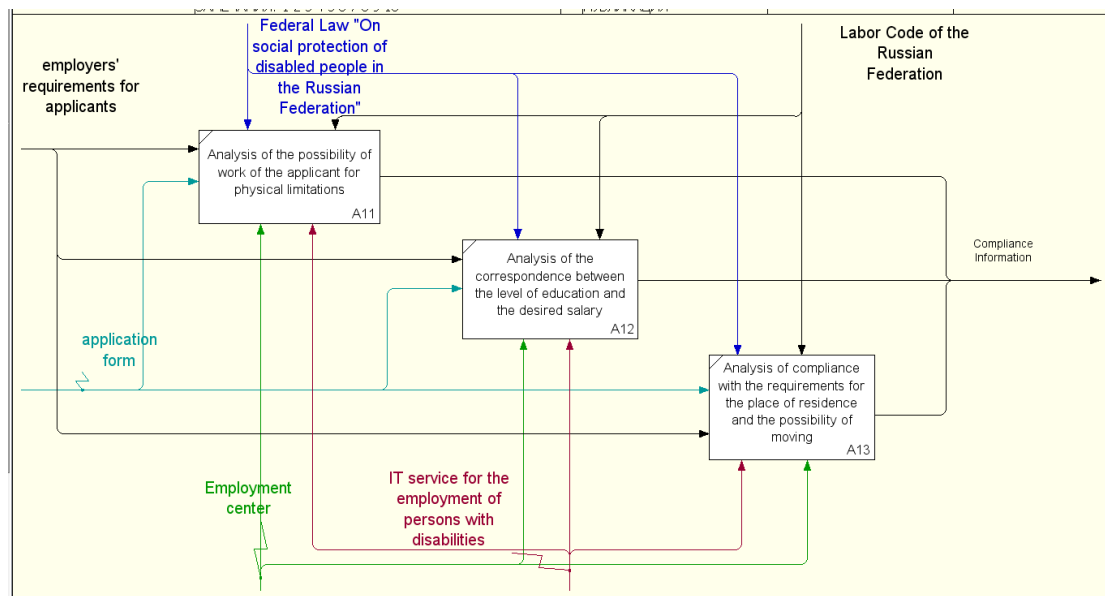 Federal Law "On
social protection of
disabled people in
the Russian
Federation"
Labor Code of the
Russian
Federation
employers'
requirements for
applicants
Analysis of the possibility of
work of the applicant for
physical limitations
A11
Analysis of the
correspondence between
the level of education and
the desired salary
A12
Compliance
Information
application
form
Analysis of compliance
with the requirements for
the place of residence
and the possibility of
moving
A13
Employment
center
IT service for the
employment of
persons with
disabilities